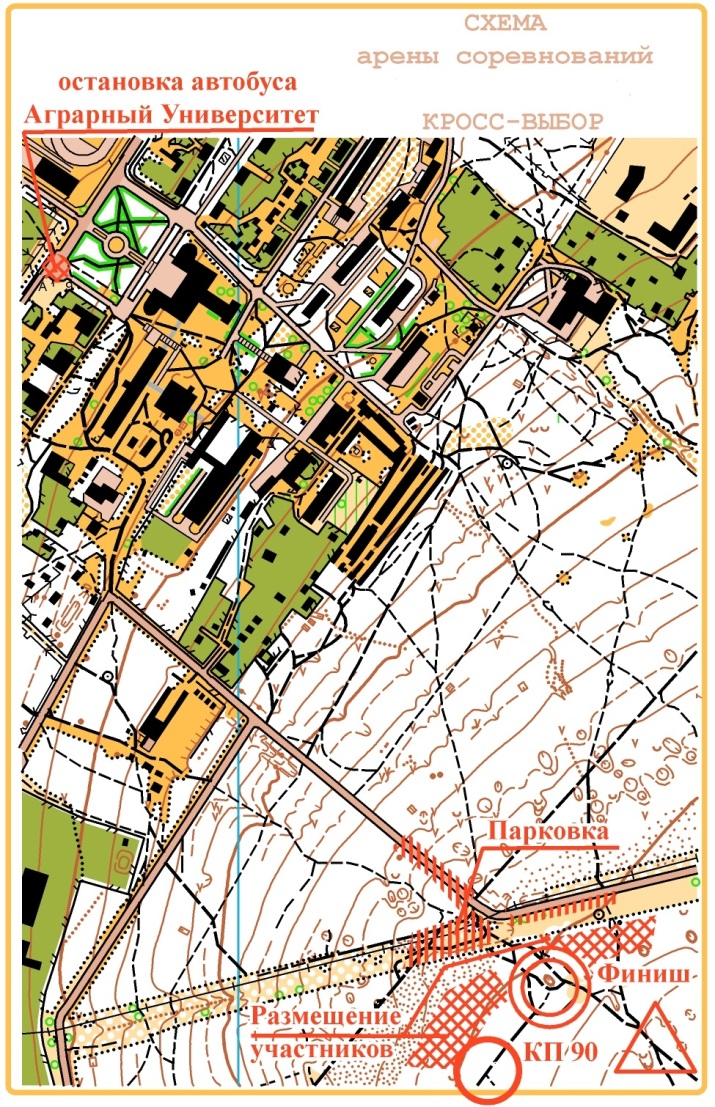 СХЕМА
арены соревнований
КРОСС-ВЫБОР
остановка автобуса
Аграрный Университет
Парковка
Финиш
Размещение
участников
КП 90